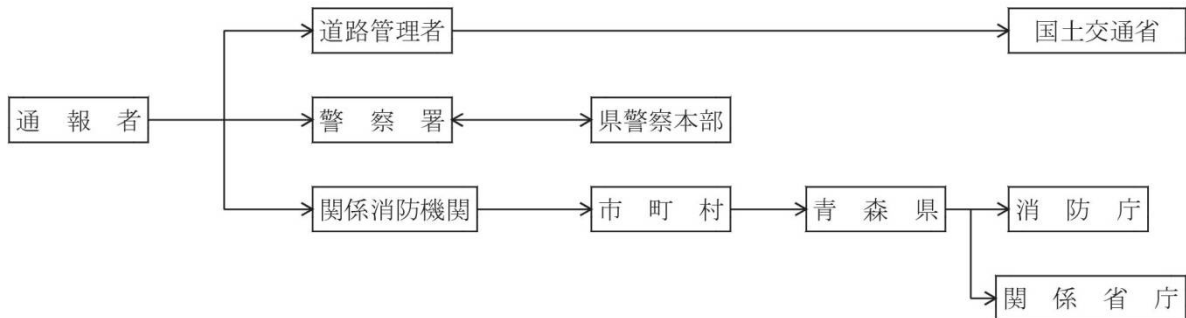 道路管理者
国土交通省
通報者
警察署
県警察本部
関係消防機関
市町村
青森県
消防庁
関係省庁